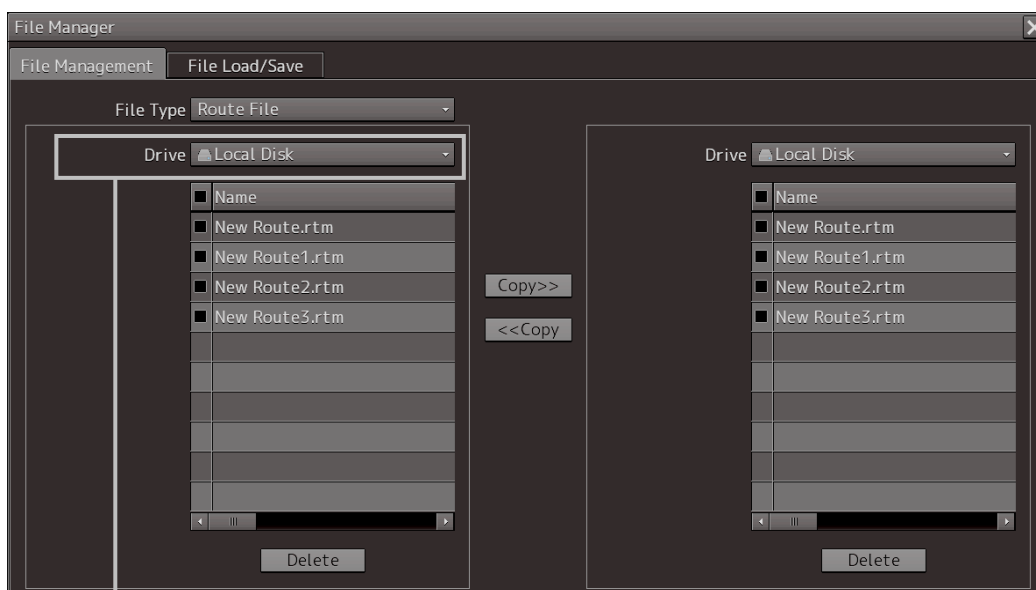 File Manager
File Management File Load/Save
File Type Route File
Drive Local Disk Drive Local Disk
Name Name
New Route.rtm New Route.rtm
New Route1.rtm New Route1.rtm
New Route2.rtm New Route2.rtm
Copy>>
New Route3.rtm New Route3.rtm
<<Copy
Delete Delete